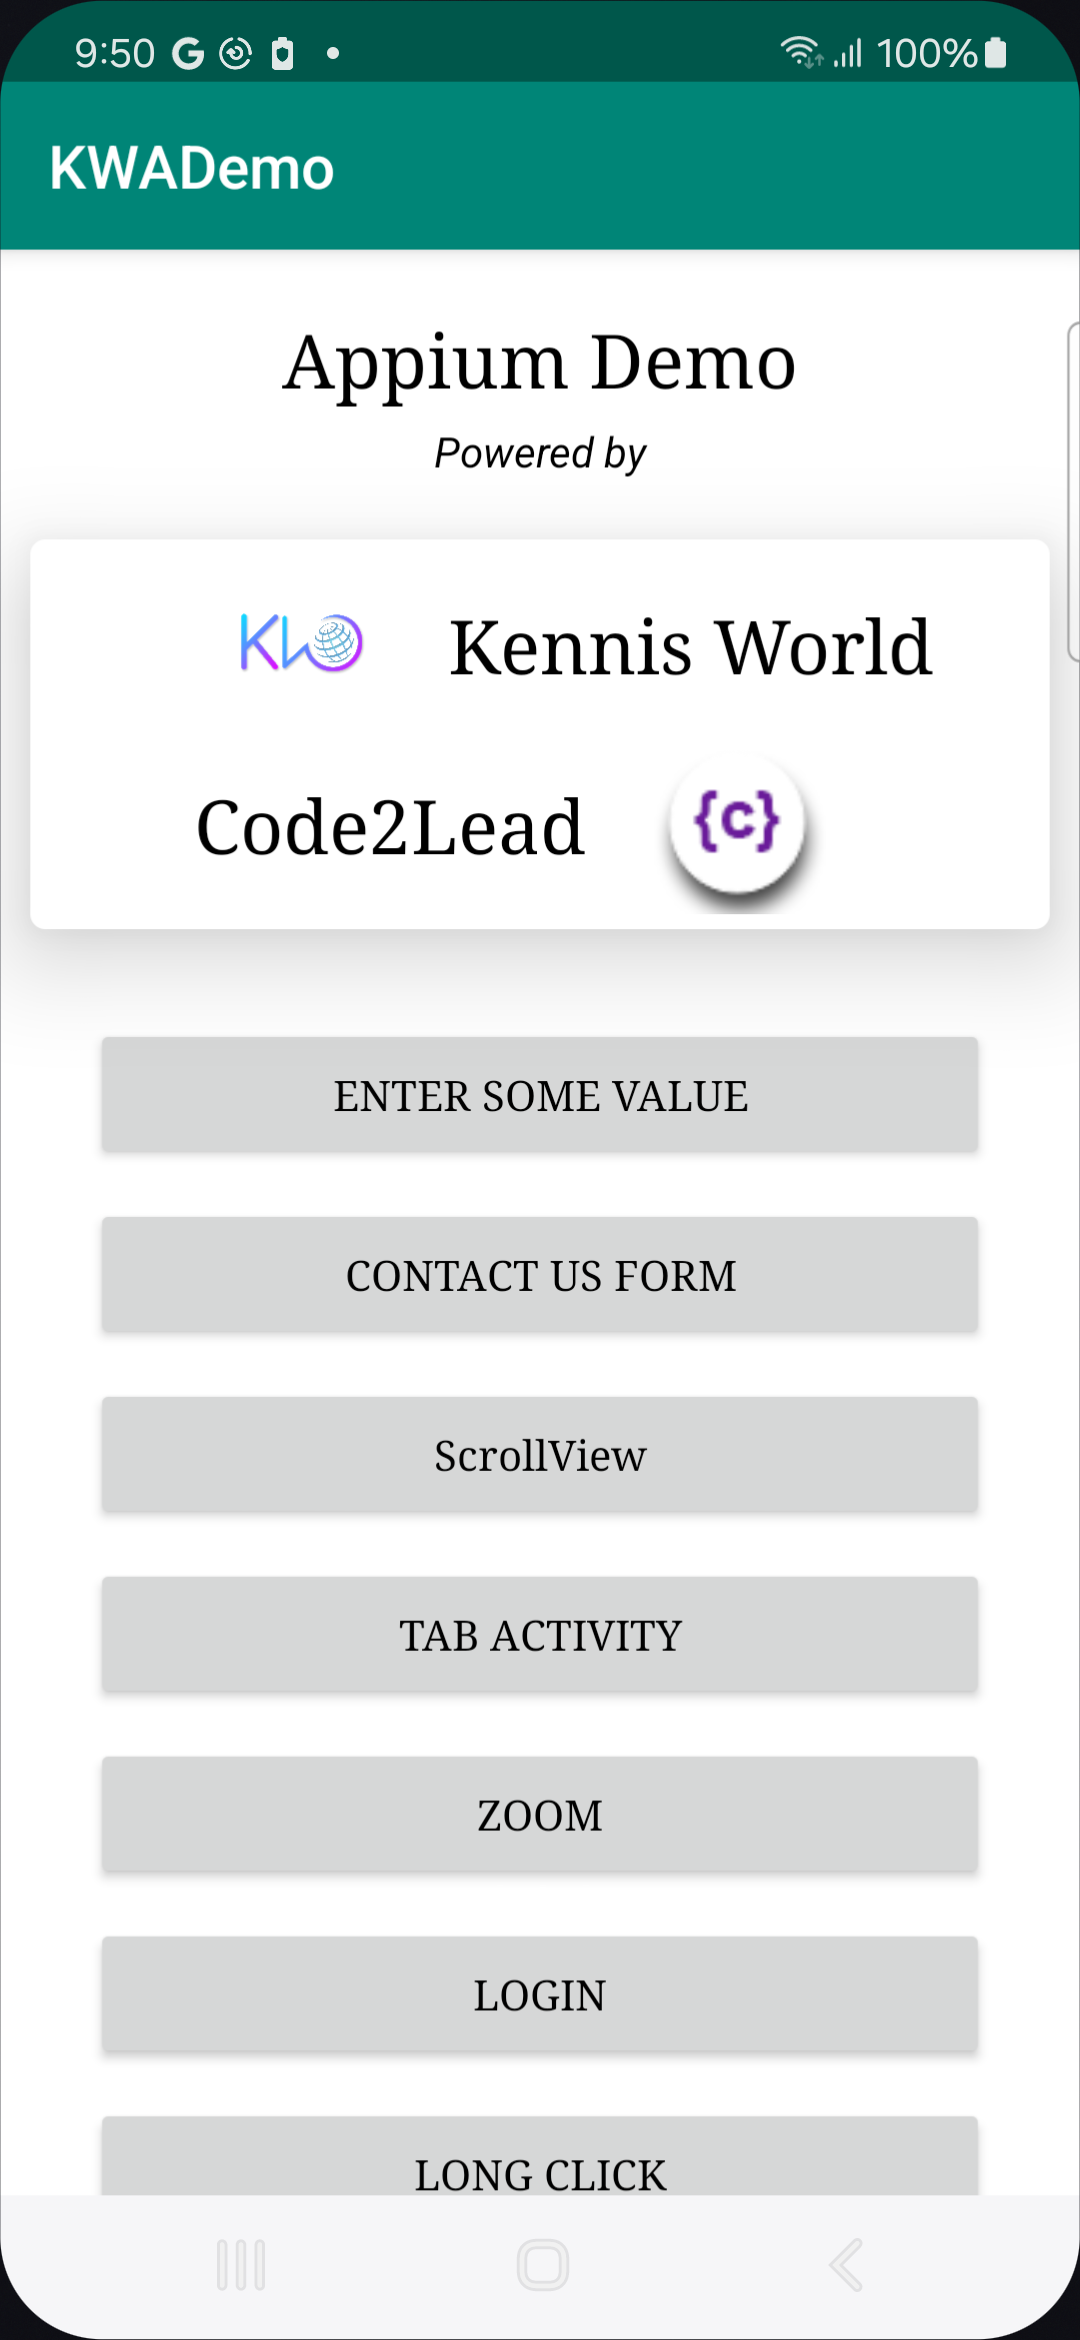 9:50 100%
KWADemo
Appium Demo
Powered by
KW Kennis World
Code2Lead {c}
ENTER SOME VALUE
CONTACT US FORM
ScrollView
TAB ACTIVITY
ZOOM
LOGIN
LONG CLICK